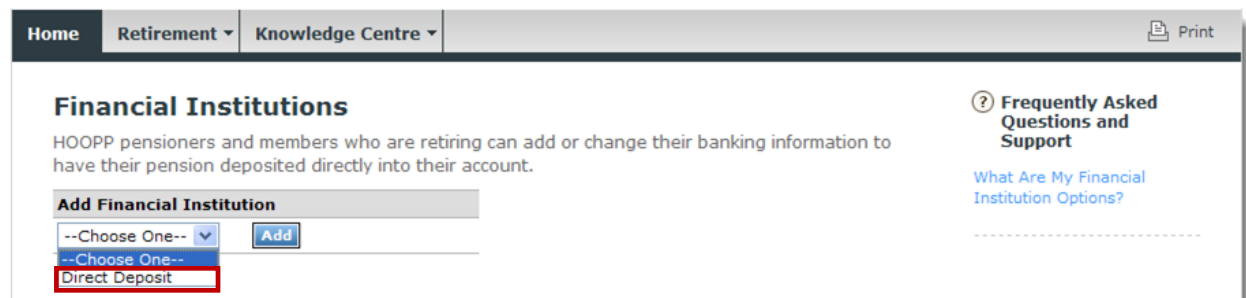 Home Retirement Knowledge Centre Print
Financial Institutions
HOOPP pensioners and members who are retiring can add or change their banking information to
have their pension deposited directly into their account.
Add Financial Institution
--Choose One-- Add
--Choose One--
Direct Deposit
? Frequently Asked
Questions and
Support
What Are My Financial
Institution Options?